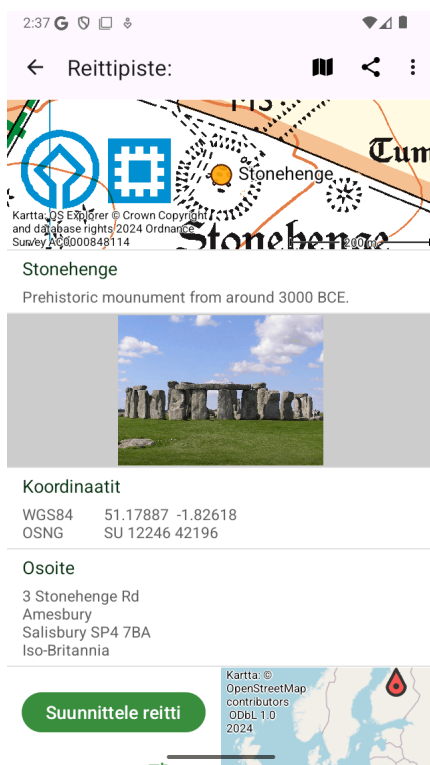 2:37
Reittipiste:
Tum
Stonehenge
Kartta: OS Explorer © Crown Copyright
and database rights 2024 Ordnance
Survey AC0000848114
Stonehenge
200 m
Stonehenge
Prehistoric mounument from around 3000 BCE.
Koordinaatit
WGS84 51.17887 -1.82618
OSNG SU 12246 42196
Osoite
3 Stonehenge Rd
Amesbury
Salisbury SP4 7BA
Iso-Britannia
Kartta: ©
OpenStreetMap
contributors
ODbL 1.0
2024
Suunnittele reitti